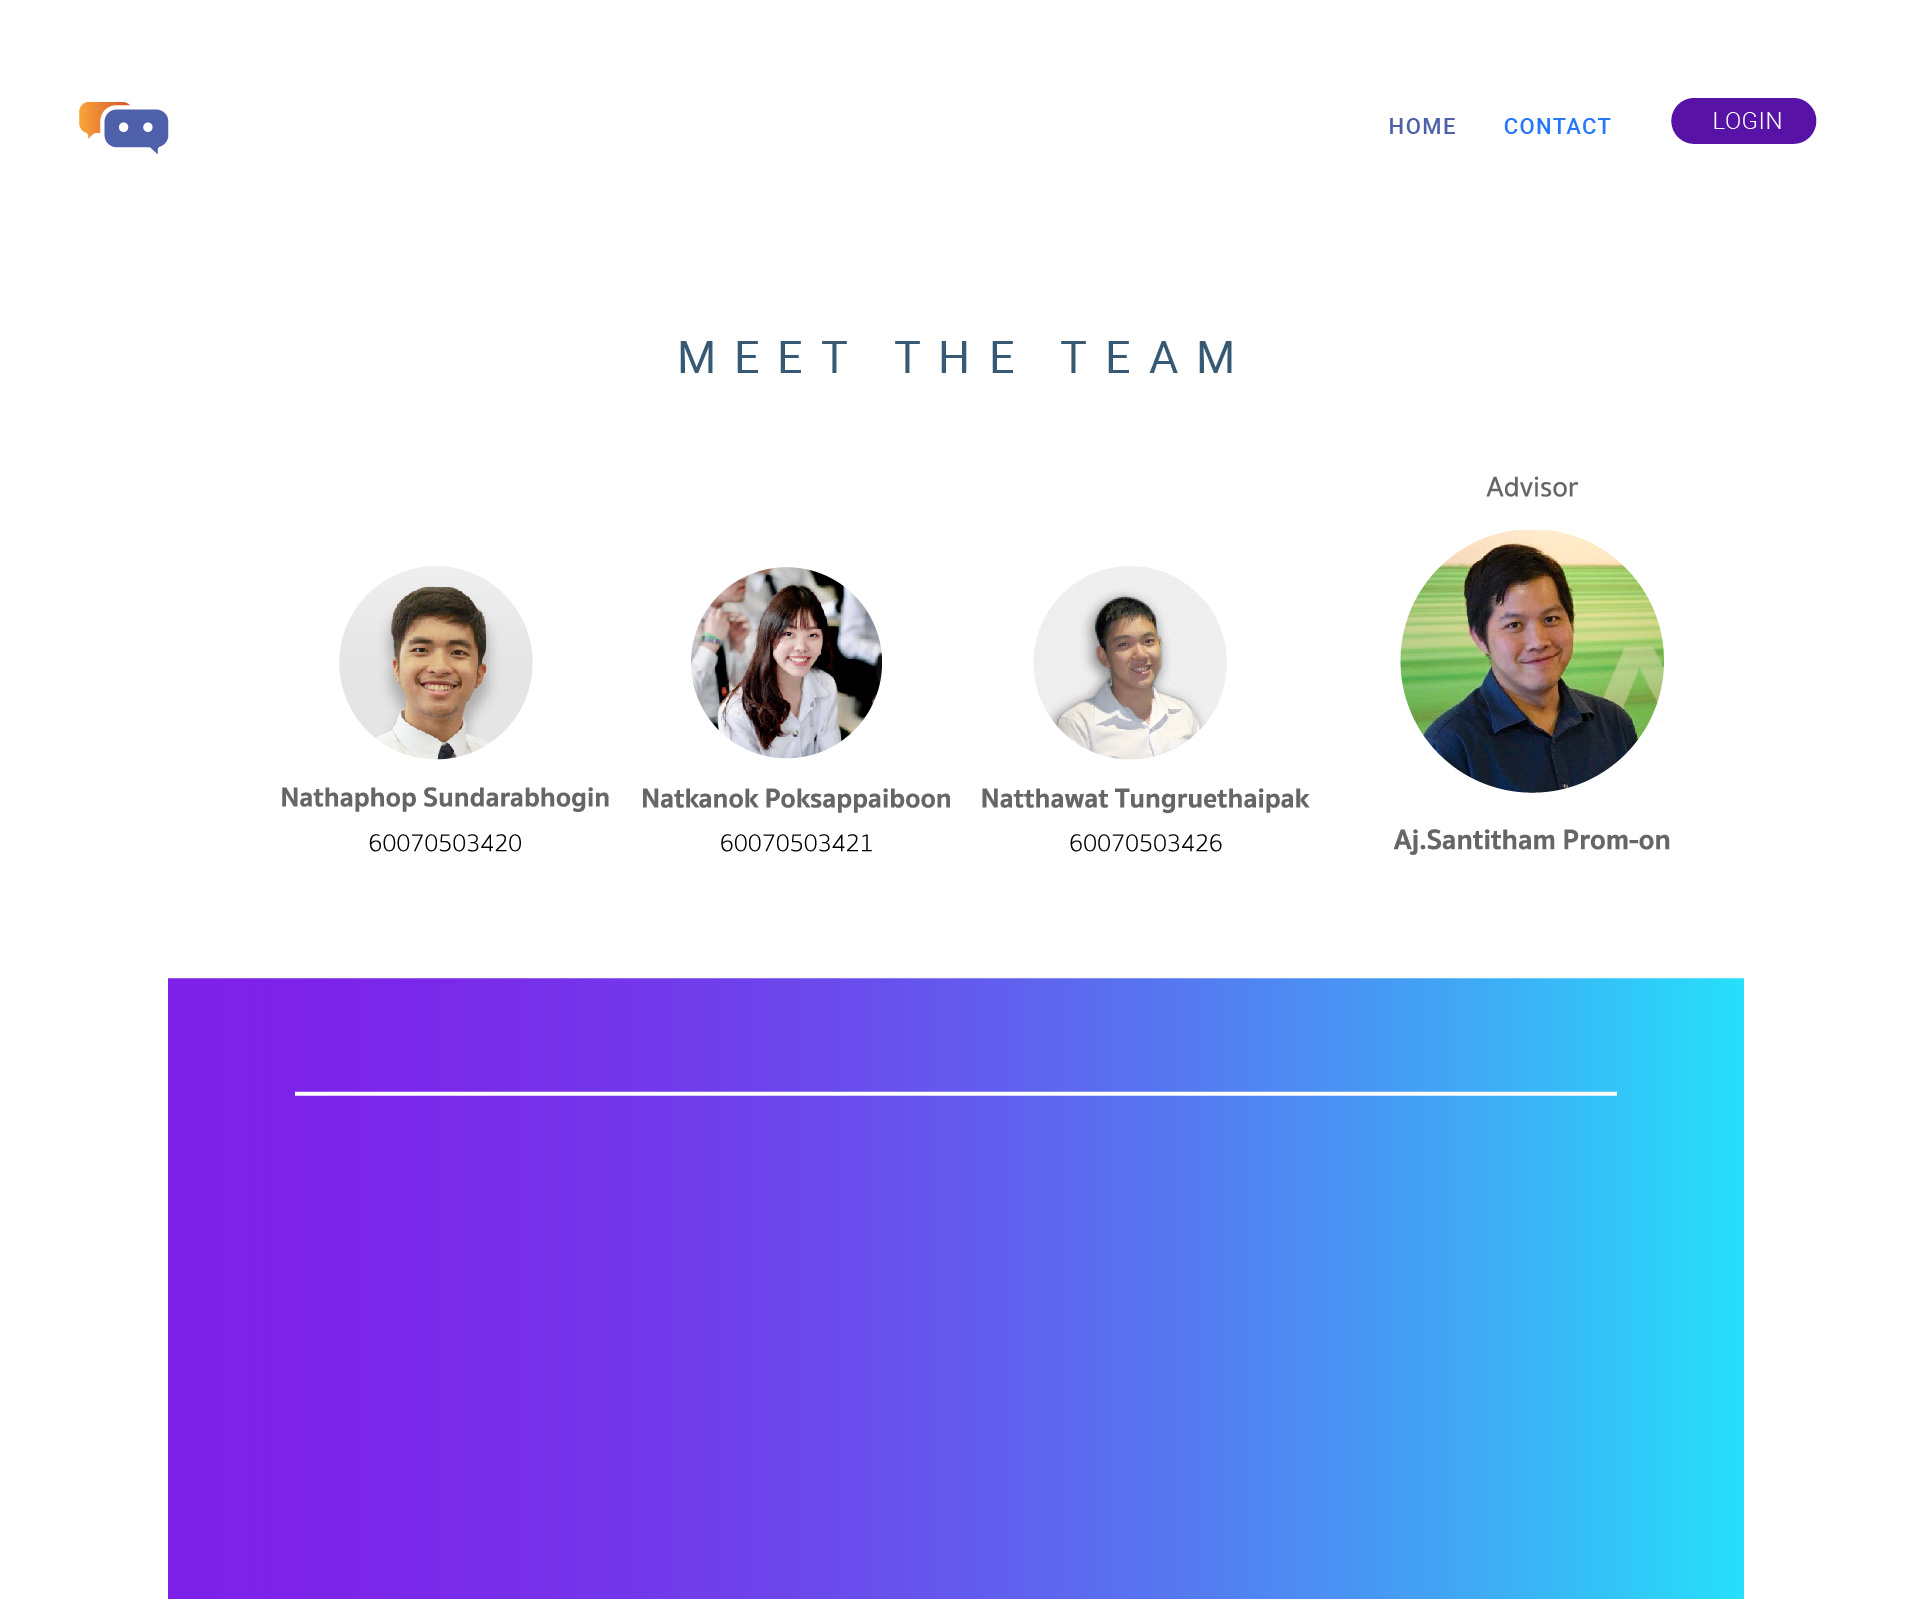 HOME CONTACT LOGIN
MEET THE TEAM
Advisor
Nathaphop Sundarabhogin
60070503420
Natkanok Poksappaiboon
60070503421
Natthawat Tungruethaipak
60070503426
Aj.Santitham Prom-on